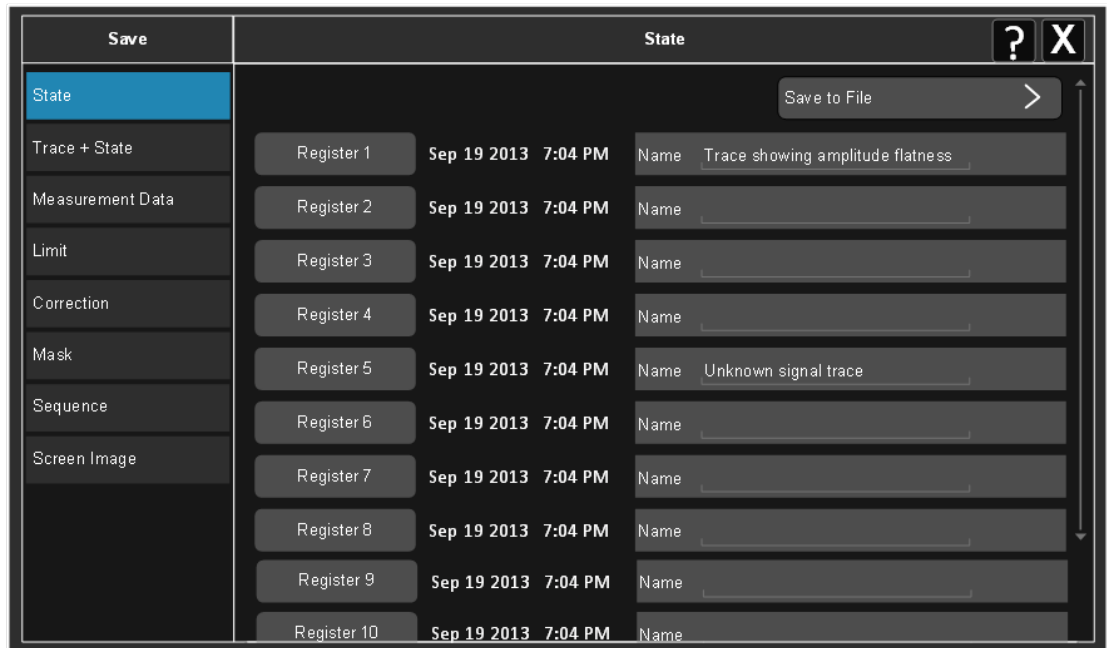 Save
State
? X
State
Trace + State
Measurement Data
Limit
Correction
Mask
Sequence
Screen Image
Save to File
Register 1 Sep 19 2013 7:04 PM Name Trace showing amplitude flatness
Register 2 Sep 19 2013 7:04 PM Name
Register 3 Sep 19 2013 7:04 PM Name
Register 4 Sep 19 2013 7:04 PM Name
Register 5 Sep 19 2013 7:04 PM Name Unknown signal trace
Register 6 Sep 19 2013 7:04 PM Name
Register 7 Sep 19 2013 7:04 PM Name
Register 8 Sep 19 2013 7:04 PM Name
Register 9 Sep 19 2013 7:04 PM Name
Register 10 Sep 19 2013 7:04 PM Name